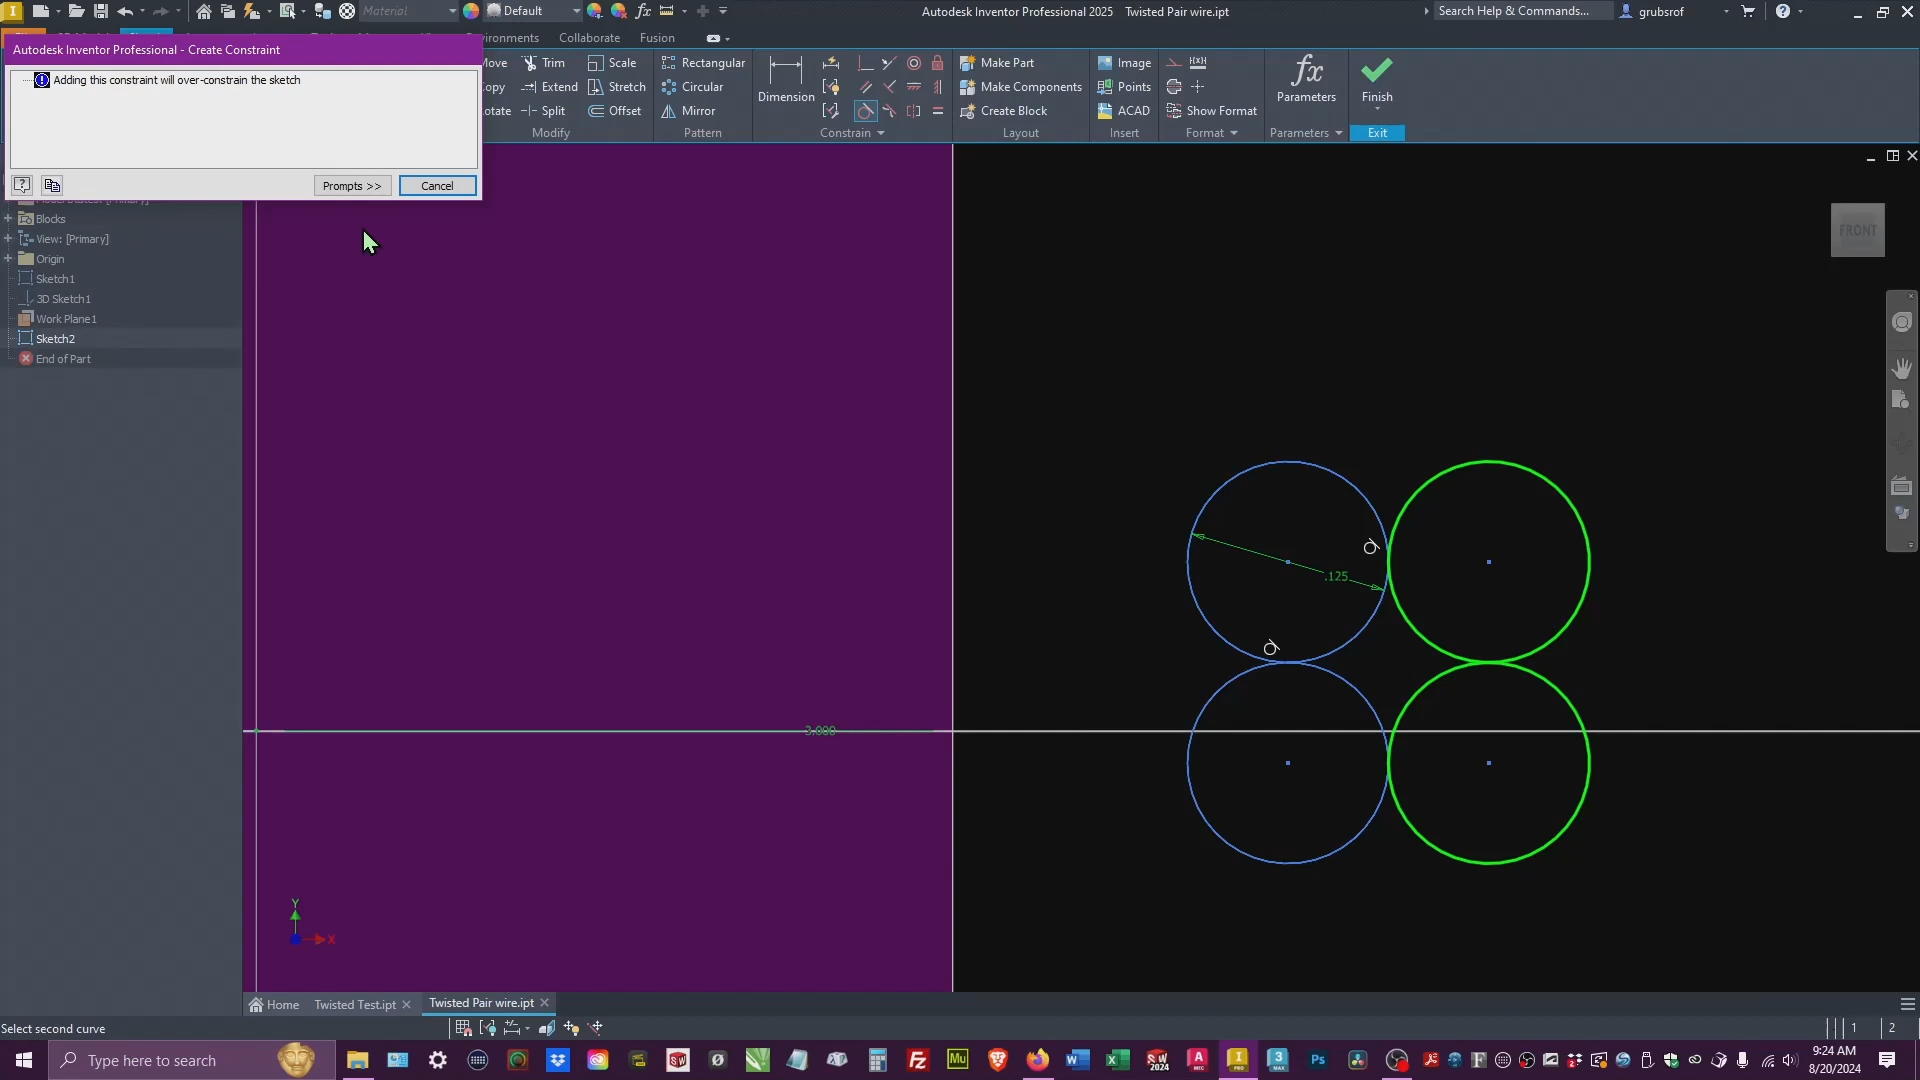 Material
Default
Autodesk Inventor Professional 2025 Twisted Pair wire.ipt
Search Help & Commands...
grubsrof
Collaborate
Fusion
Autodesk Inventor Professional - Create Constraint
Adding this constraint will over-constrain the sketch
Prompts >>
Cancel
Trim
Scale
Rectangular
Extend
Stretch
Circular
Split
Offset
Mirror
Dimension
Make Part
Make Components
Create Block
Image
Points
ACAD
Show Format
Parameters
Finish
Modify
Pattern
Constrain
Layout
Insert
Format
Parameters
Exit
Blocks
View: [Primary]
Origin
Sketch1
3D Sketch1
Work Plane1
Sketch2
End of Part
FRONT
.125
3.000
Y
X
Home
Twisted Test.ipt
Twisted Pair wire.ipt
Select second curve
1
2
Type here to search
9:24 AM
8/20/2024